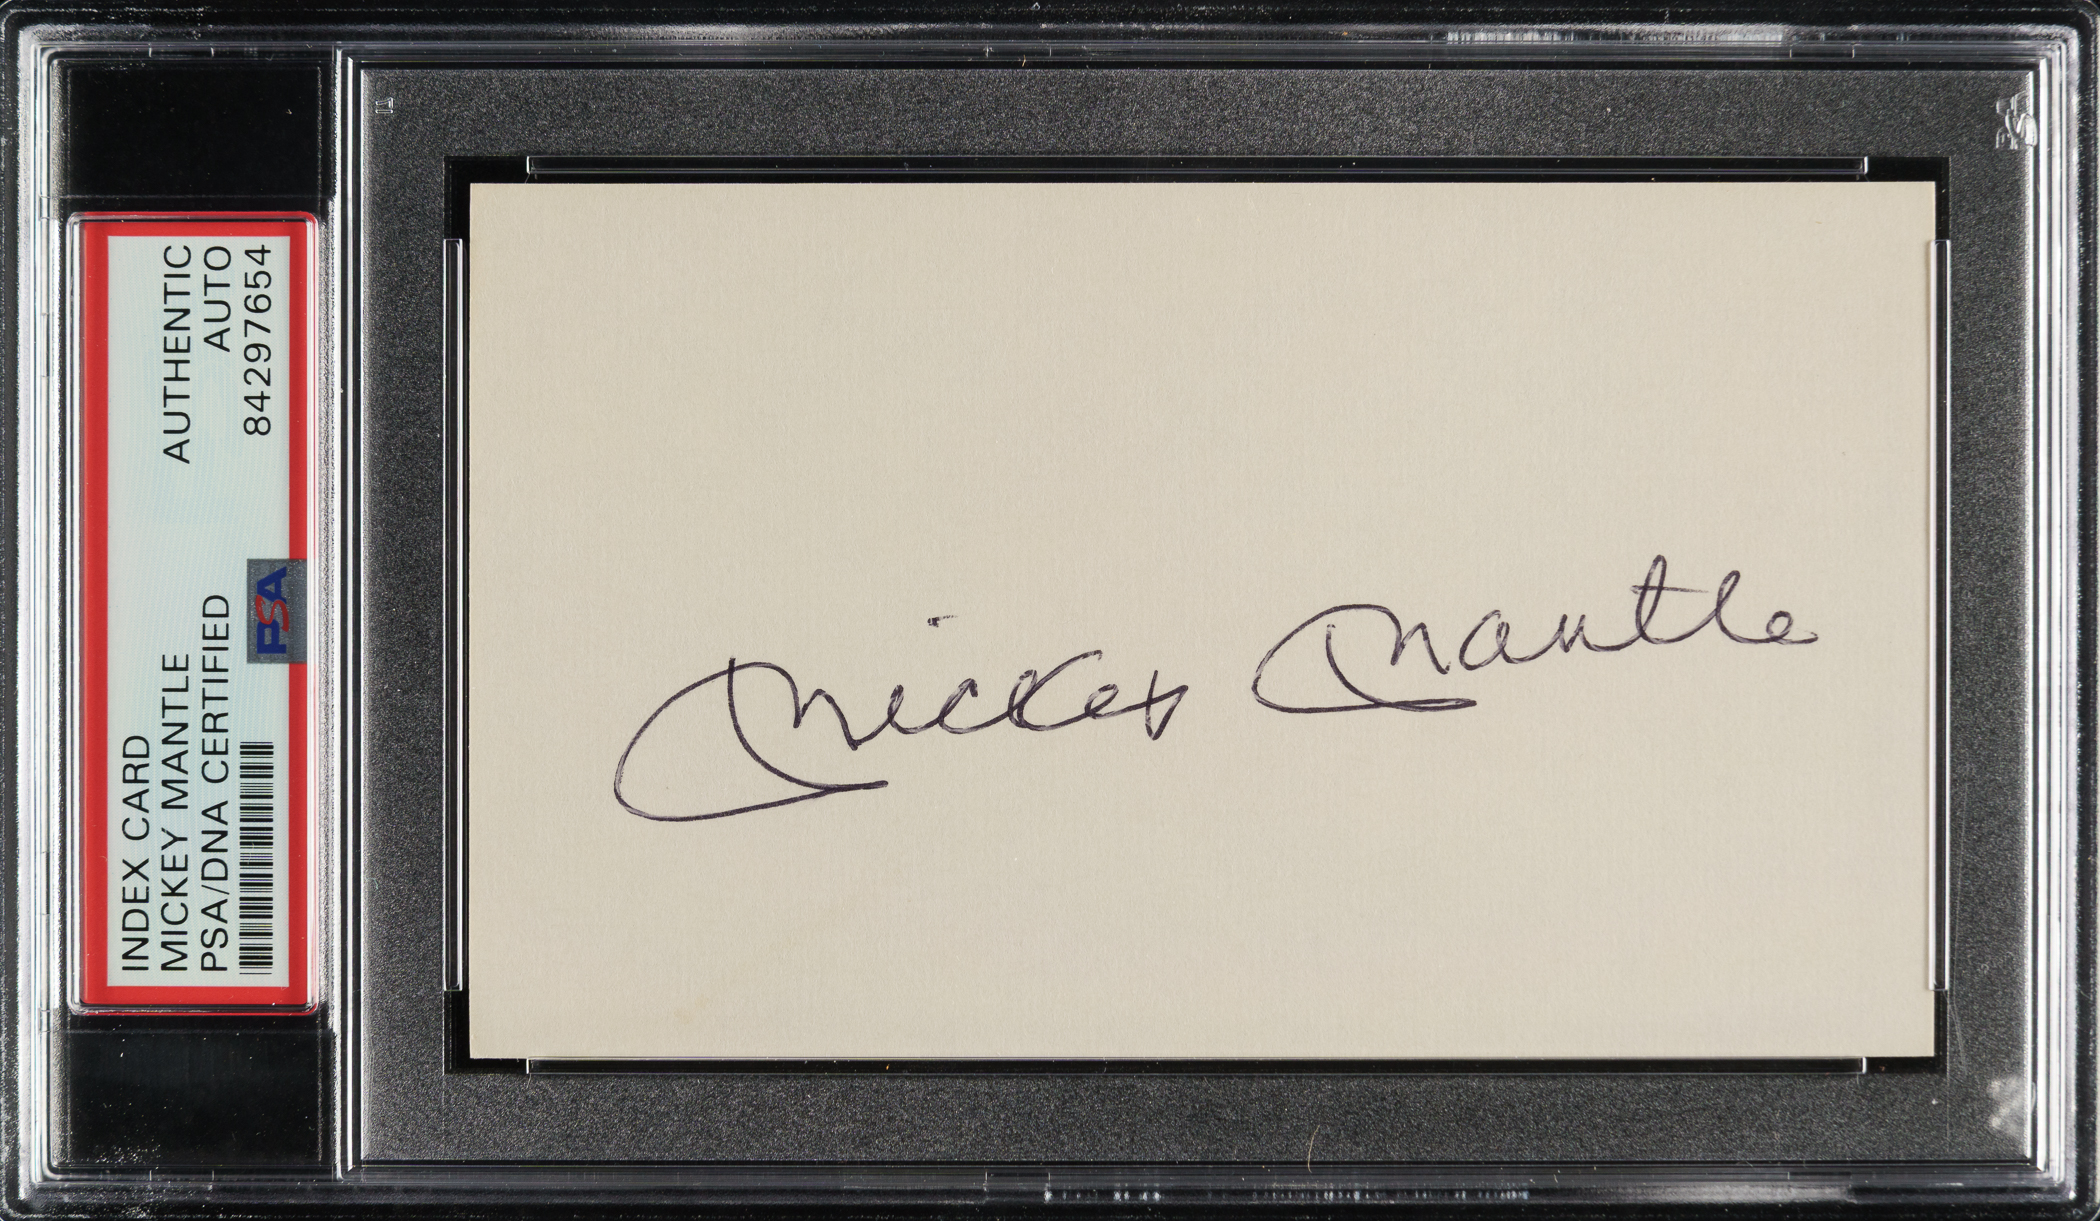 INDEX CARD
MICKEY MANTLE
PSA/DNA CERTIFIED
AUTHENTIC
AUTO
84297654
PSA
Mickey Mantle